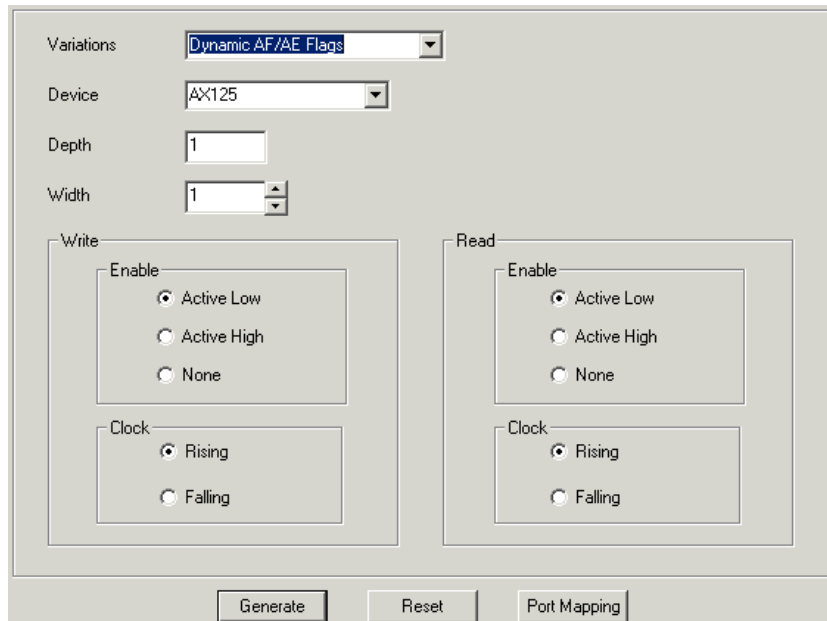 Variations Dynamic AF/AE Flags
Device AX125
Depth 1
Width 1
Write
Enable
Active Low
Active High
None
Clock
Rising
Falling
Read
Enable
Active Low
Active High
None
Clock
Rising
Falling
Generate Reset Port Mapping